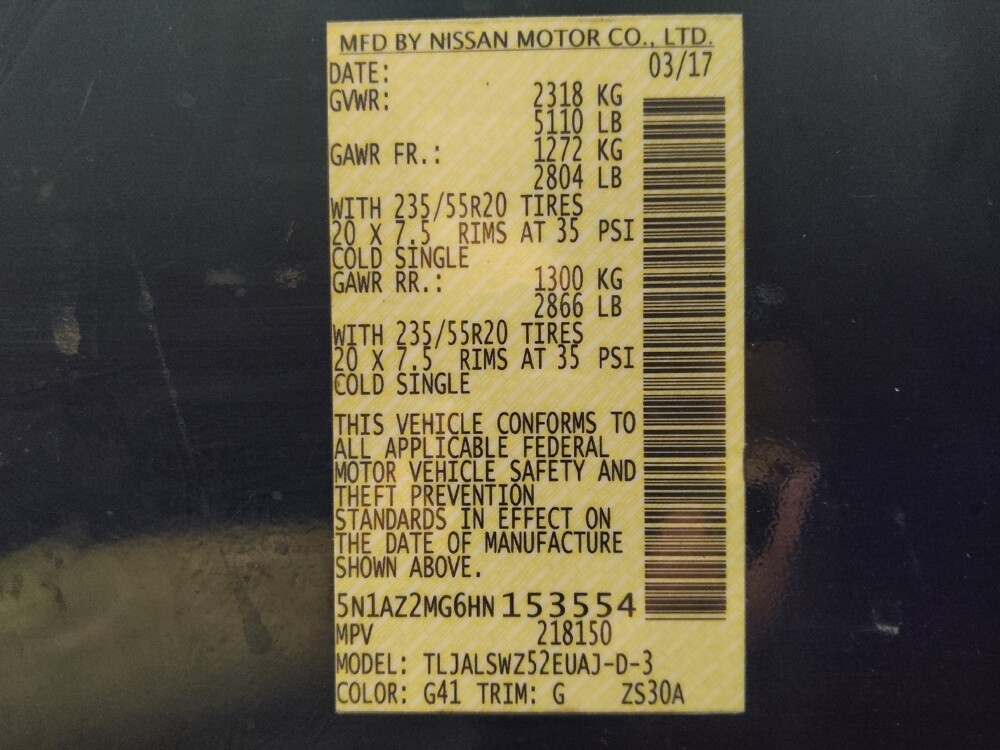 MFD BY NISSAN MOTOR CO., LTD.
DATE: 03/17
GVWR: 2318 KG
5110 LB
GAWR FR.: 1272 KG
2804 LB
WITH 235/55R20 TIRES
20 X 7.5 RIMS AT 35 PSI
COLD SINGLE
GAWR RR.: 1300 KG
2866 LB
WITH 235/55R20 TIRES
20 X 7.5 RIMS AT 35 PSI
COLD SINGLE
THIS VEHICLE CONFORMS TO
ALL APPLICABLE FEDERAL
MOTOR VEHICLE SAFETY AND
THEFT PREVENTION
STANDARDS IN EFFECT ON
THE DATE OF MANUFACTURE
SHOWN ABOVE.
5N1AZ2MG6HN153554
MPV 218150
MODEL: TLJALSWZ52EUAJ-D-3
COLOR: G41 TRIM: G ZS30A